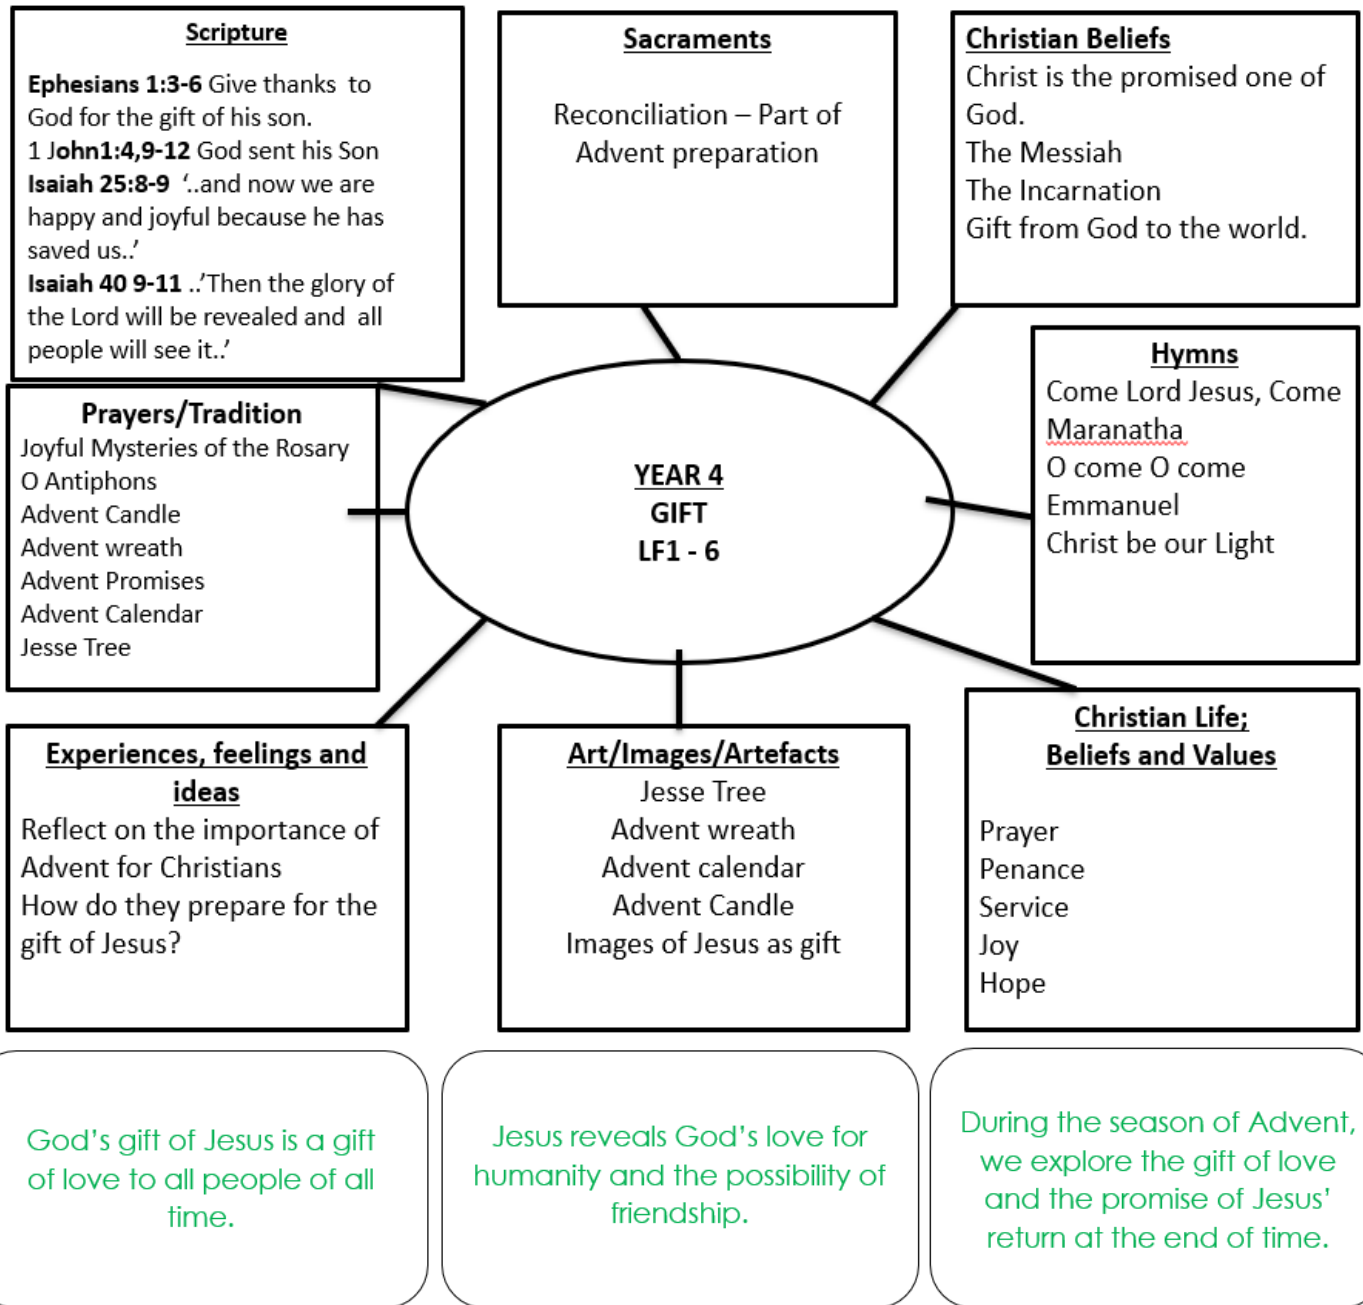 Scripture
Ephesians 1:3-6 Give thanks to
God for the gift of his son.
1 John1:4,9-12 God sent his Son
Isaiah 25:8-9 ‘..and now we are
happy and joyful because he has
saved us..’
Isaiah 40 9-11 ..’Then the glory of
the Lord will be revealed and all
people will see it..’
Sacraments
Reconciliation – Part of
Advent preparation
Christian Beliefs
Christ is the promised one of
God.
The Messiah
The Incarnation
Gift from God to the world.
Hymns
Come Lord Jesus, Come
Maranatha
O come O come
Emmanuel
Christ be our Light
Prayers/Tradition
Joyful Mysteries of the Rosary
O Antiphons
Advent Candle
Advent wreath
Advent Promises
Advent Calendar
Jesse Tree
YEAR 4
GIFT
LF1 - 6
Experiences, feelings and
ideas
Reflect on the importance of
Advent for Christians
How do they prepare for the
gift of Jesus?
Art/Images/Artefacts
Jesse Tree
Advent wreath
Advent calendar
Advent Candle
Images of Jesus as gift
Christian Life;
Beliefs and Values
Prayer
Penance
Service
Joy
Hope
God’s gift of Jesus is a gift
of love to all people of all
time.
Jesus reveals God’s love for
humanity and the possibility of
friendship.
During the season of Advent,
we explore the gift of love
and the promise of Jesus’
return at the end of time.